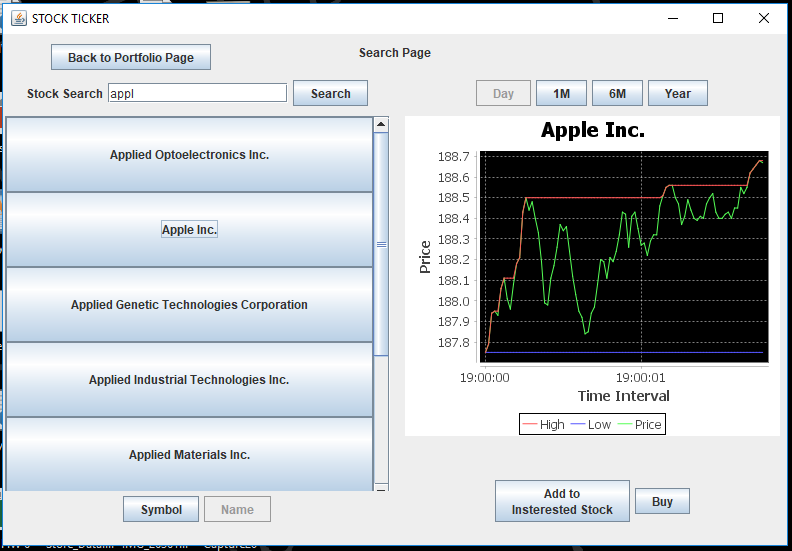 STOCK TICKER
Back to Portfolio Page
Search Page
Stock Search appl Search
Day 1M 6M Year
Applied Optoelectronics Inc.
Apple Inc.
Applied Genetic Technologies Corporation
Applied Industrial Technologies Inc.
Applied Materials Inc.
Symbol Name
Apple Inc.
Price
188.7
188.6
188.5
188.4
188.3
188.2
188.1
188.0
187.9
187.8
19:00:00 19:00:01
Time Interval
High Low Price
Add to
Insterested Stock
Buy